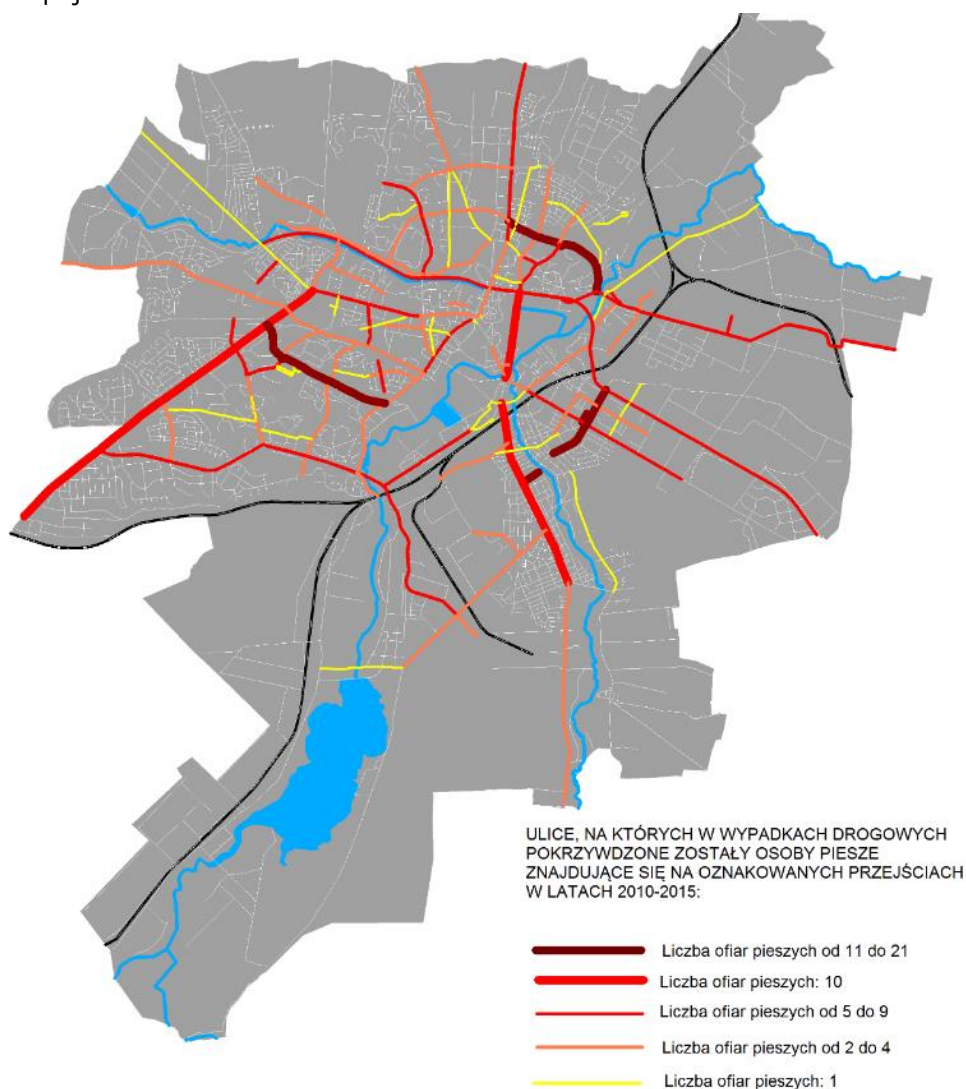 ULICE, NA KTÓRYCH W WYPADKACH DROGOWYCH
POKRZYWDZONE ZOSTAŁY OSOBY PIESZE
ZNAJDUJĄCE SIĘ NA OZNAKOWANYCH PRZEJŚCIACH
W LATACH 2010-2015:
Liczba ofiar pieszych od 11 do 21
Liczba ofiar pieszych: 10
Liczba ofiar pieszych od 5 do 9
Liczba ofiar pieszych od 2 do 4
Liczba ofiar pieszych: 1